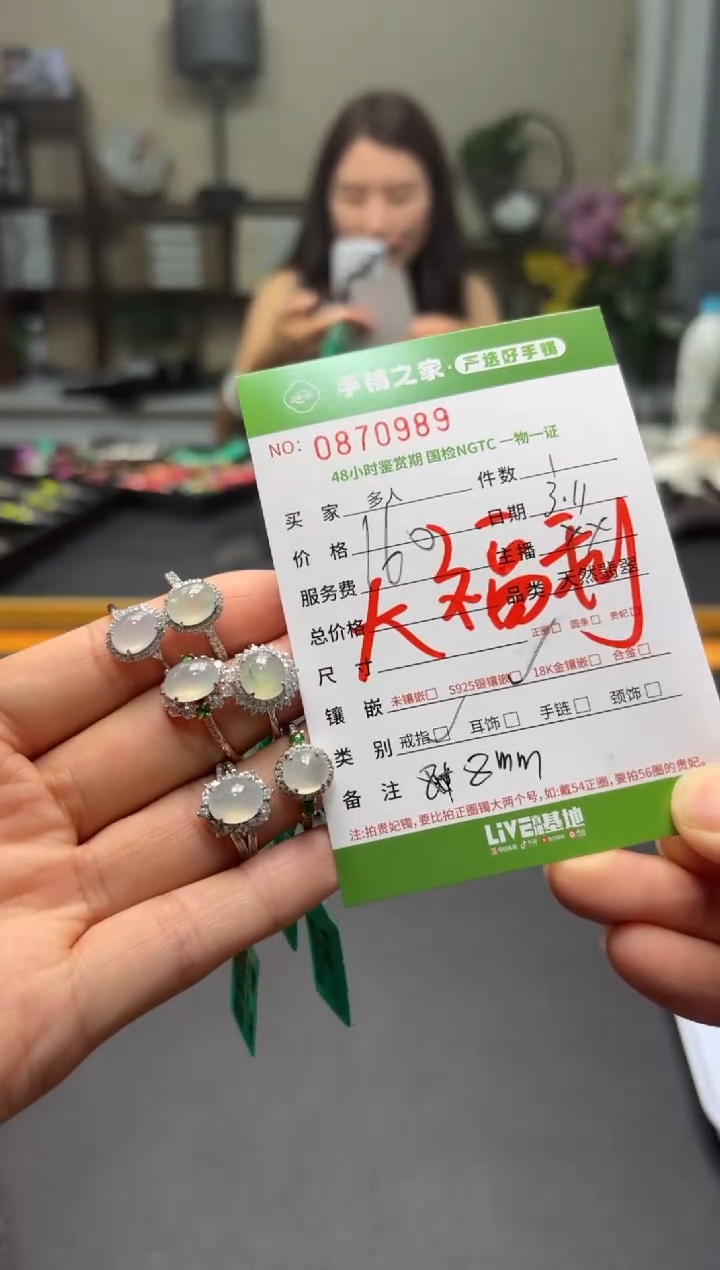 手镯之家·严选好手镯
NO: 0870989
48小时鉴赏期 国检NGTC 一物一证
买家 多人 件数 1
价格 160 日期 3.11
服务费 主播 xx
总价格 品类 天然翡翠
大福利
尺寸 正圈□ 圆条□ 贵妃□
镶嵌 未镶嵌□ S925银镶嵌□ 18K金镶嵌□ 合金□
类别 戒指□ 耳饰□ 手链□ 颈饰□
备注 8mm
注:拍贵妃镯,要比拍正圈镯大两个号,如:戴54正圈,要拍56圈的贵妃。
LiVE直播基地